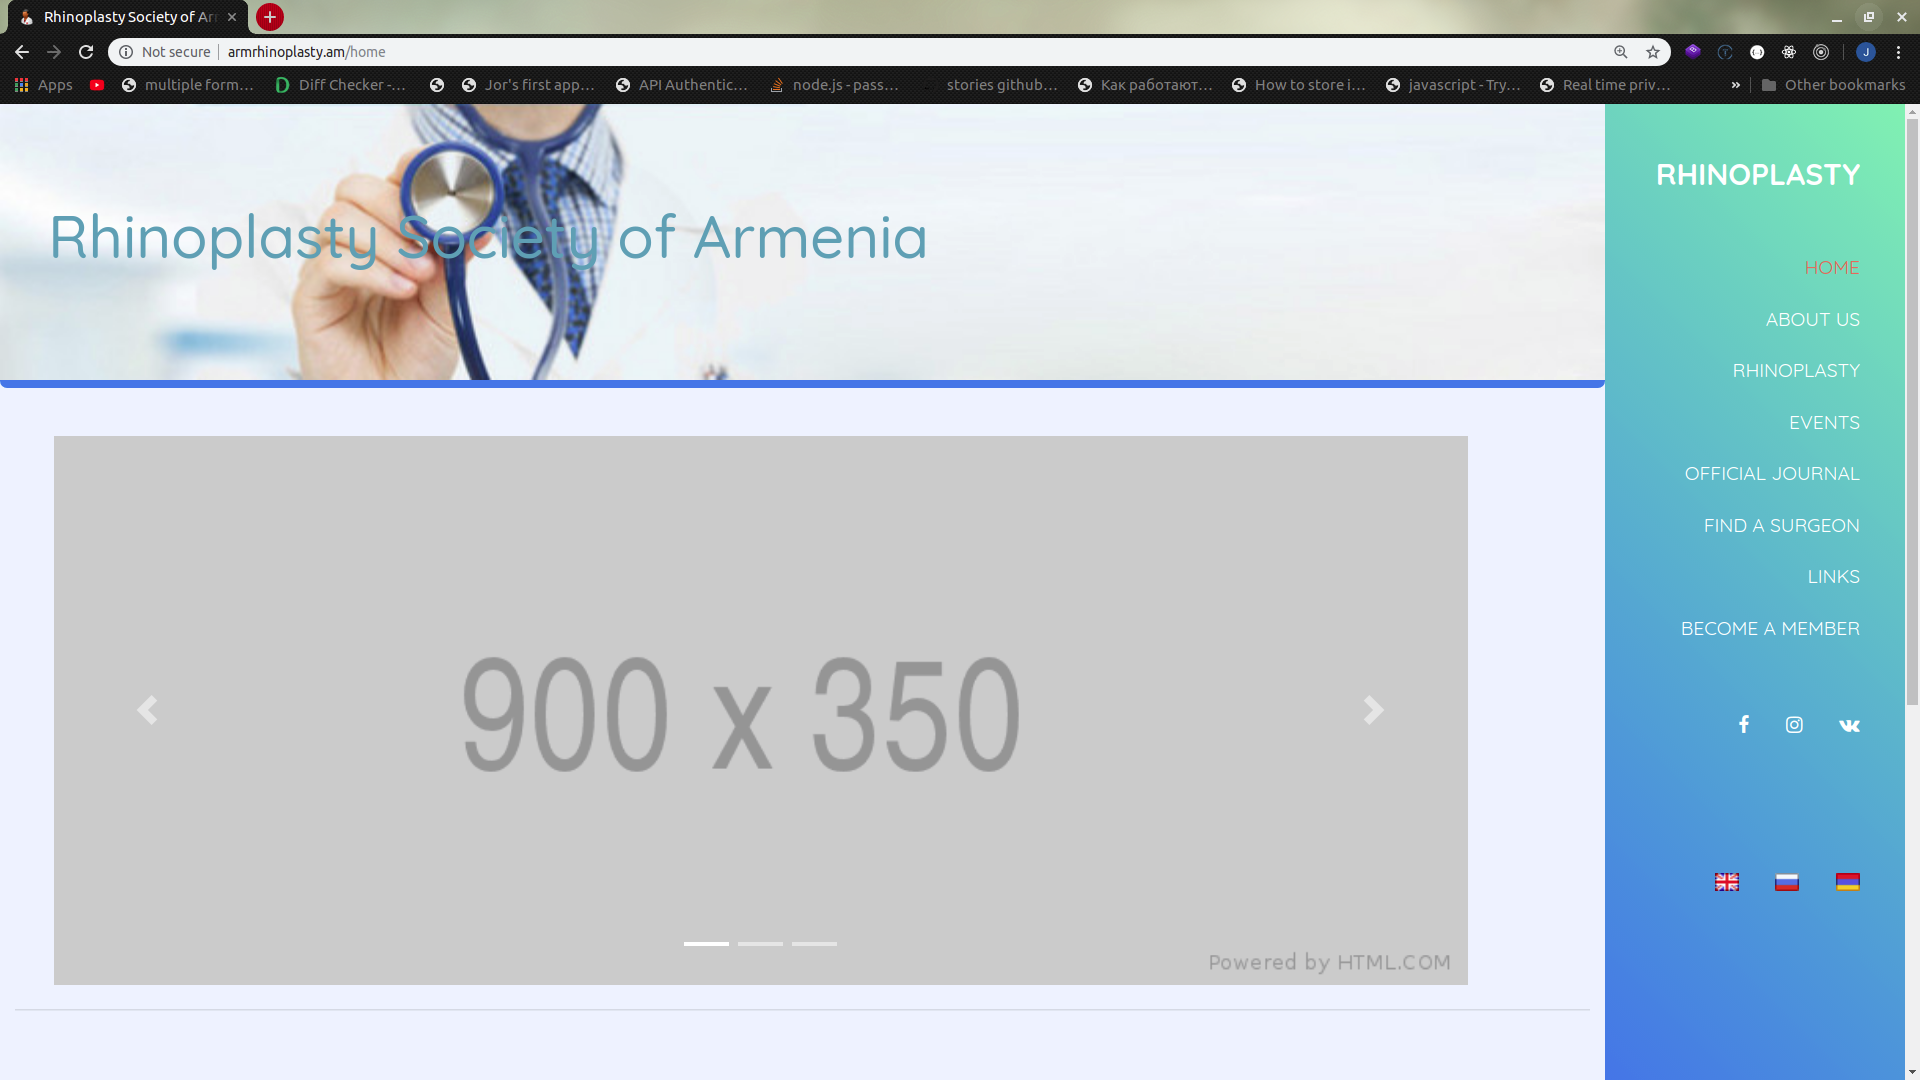 Rhinoplasty Society of Ar
Not secure | armrhinoplasty.am/home
Apps multiple form… Diff Checker -… Jor's first app… API Authentic… node.js - pass… stories github… Как работают… How to store i… javascript - Try… Real time priv… » Other bookmarks
J
Rhinoplasty Society of Armenia
900 x 350
Powered by HTML.COM
RHINOPLASTY
HOME
ABOUT US
RHINOPLASTY
EVENTS
OFFICIAL JOURNAL
FIND A SURGEON
LINKS
BECOME A MEMBER